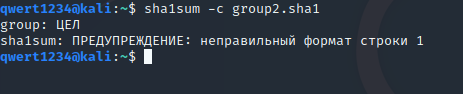 qwert1234@kali:~$ sha1sum -c group2.sha1
group: ЦЕЛ
sha1sum: ПРЕДУПРЕЖДЕНИЕ: неправильный формат строки 1
qwert1234@kali:~$